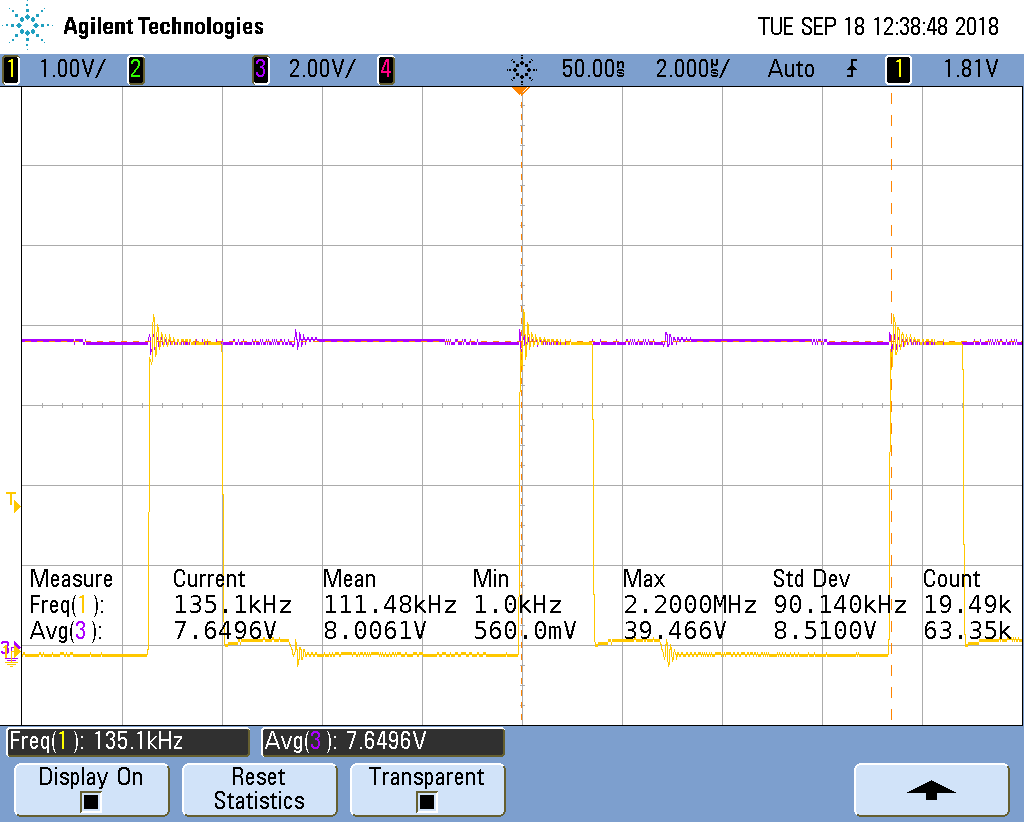 Agilent Technologies
TUE SEP 18 12:38:48 2018
1 1.00V/ 2 3 2.00V/ 4 50.00ns 2.000us/ Auto 1 1.81V
T
Measure Current Mean Min Max Std Dev Count
Freq(1): 135.1kHz 111.48kHz 1.0kHz 2.2000MHz 90.140kHz 19.49k
Avg(3): 7.6496V 8.0061V 560.0mV 39.466V 8.5100V 63.35k
3
Freq(1): 135.1kHz Avg(3): 7.6496V
Display On
Reset
Statistics
Transparent